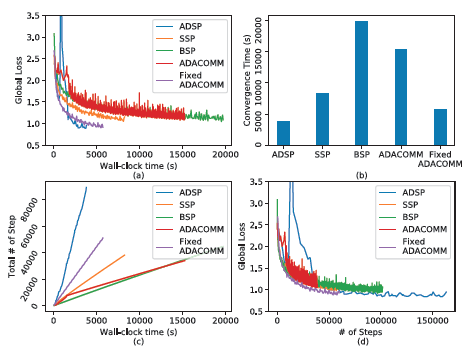 3.5
3.0
2.5
2.0
1.5
1.0
0.5
Global Loss
ADSP
SSP
BSP
ADACOMM
Fixed
ADACOMM
0
5000
10000
15000
20000
Wall-clock time (s)
(a)
Convergence Time (s)
0
5000
10000
15000
20000
ADSP
SSP
BSP
ADACOMM
Fixed
ADACOMM
(b)
Total # of Step
0
20000
40000
60000
80000
ADSP
SSP
BSP
ADACOMM
Fixed
ADACOMM
0
5000
10000
15000
20000
Wall-clock time (s)
(c)
3.5
3.0
2.5
2.0
1.5
1.0
0.5
Global Loss
ADSP
SSP
BSP
ADACOMM
Fixed
ADACOMM
0
50000
100000
150000
# of Steps
(d)